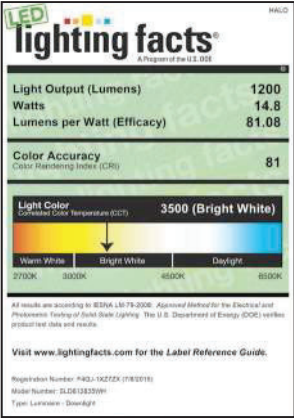 HALO
LED
lighting facts®
A Program of the U.S. DOE
Light Output (Lumens) 1200
Watts 14.8
Lumens per Watt (Efficacy) 81.08
Color Accuracy 81
Color Rendering Index (CRI)
Light Color 3500 (Bright White)
Correlated Color Temperature (CCT)
Warm White Bright White Daylight
2700K 3000K 4500K 6500K
All results are according to IESNA LM-79-2008: Approved Method for the Electrical and
Photometric Testing of Solid-State Lighting. The U.S. Department of Energy (DOE) verifies
product test data and results.
Visit www.lightingfacts.com for the Label Reference Guide.
Registration Number:
Model Number: SLD612835WH
Type: Luminaire - Downlight